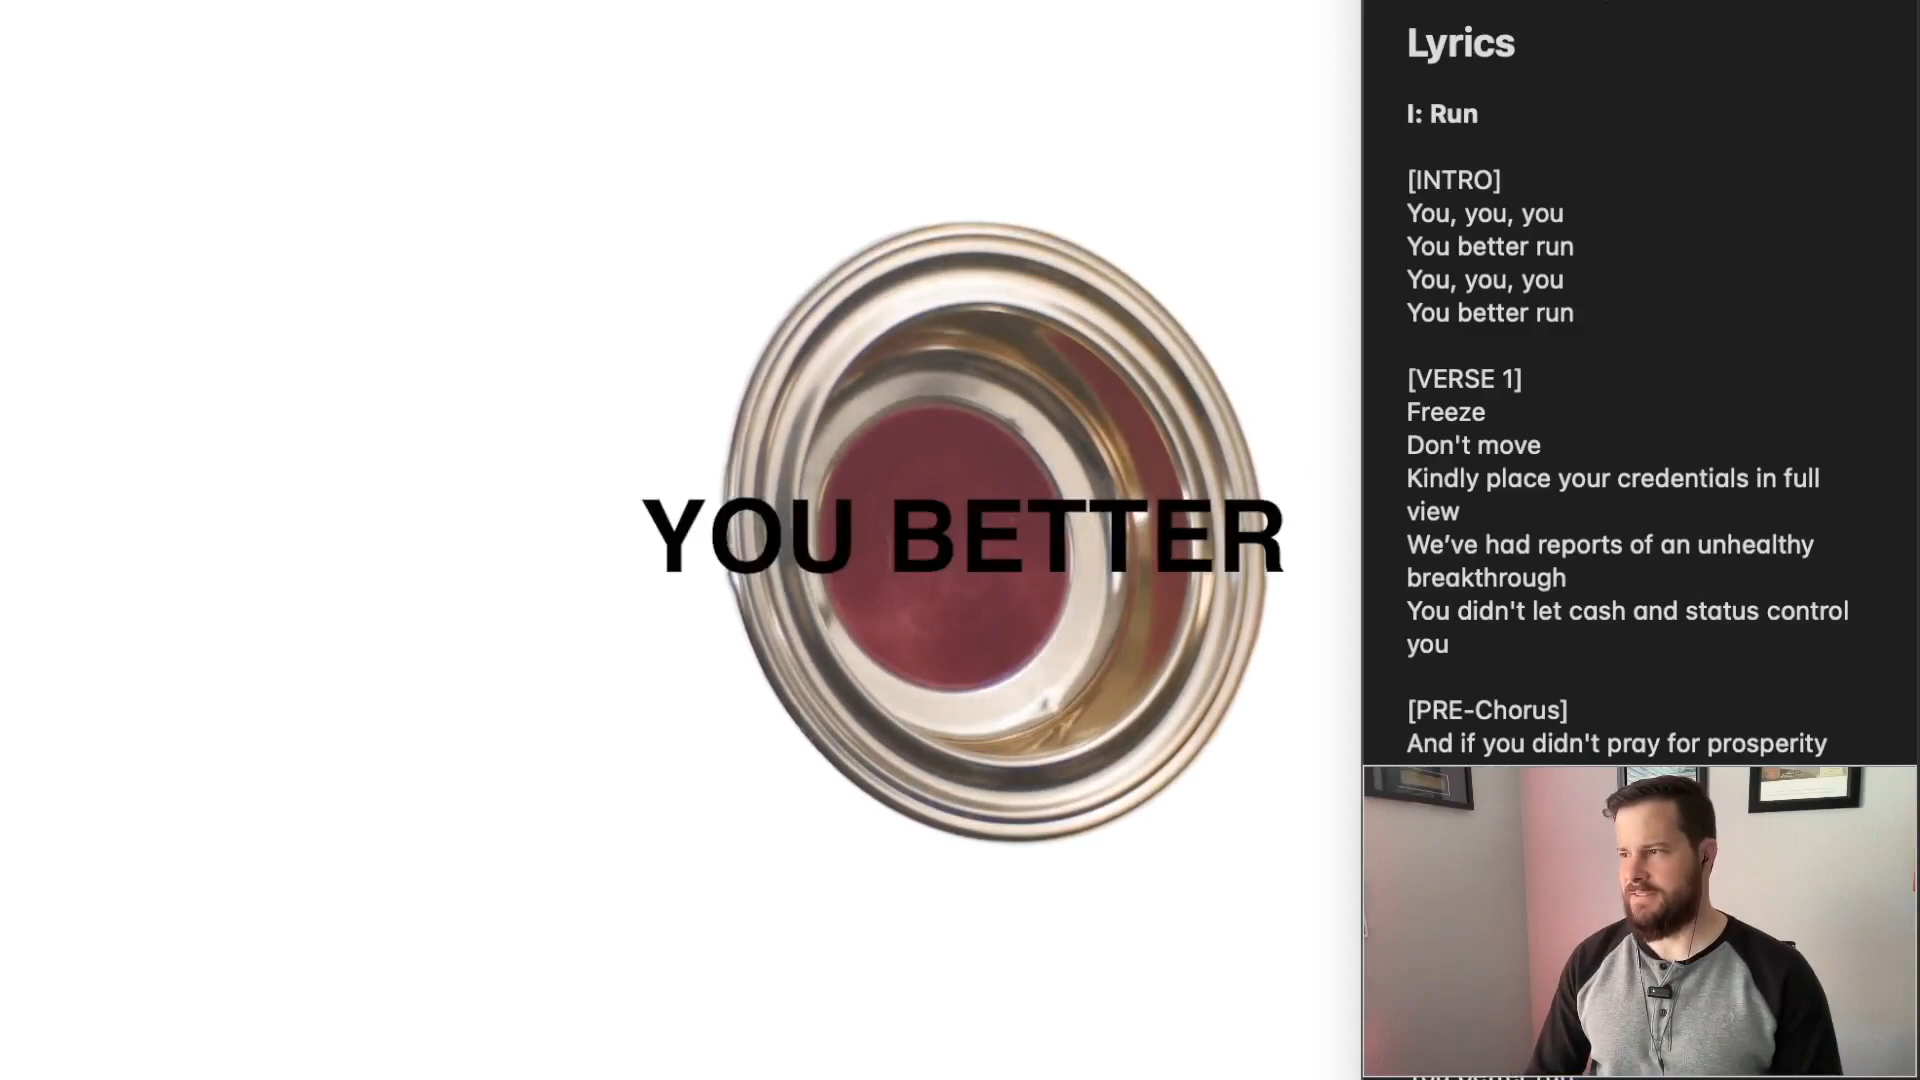 YOU BETTER
Lyrics
I: Run
[INTRO]
You, you, you
You better run
You, you, you
You better run
[VERSE 1]
Freeze
Don't move
Kindly place your credentials in full
view
We’ve had reports of an unhealthy
breakthrough
You didn't let cash and status control
you
[PRE-Chorus]
And if you didn't pray for prosperity